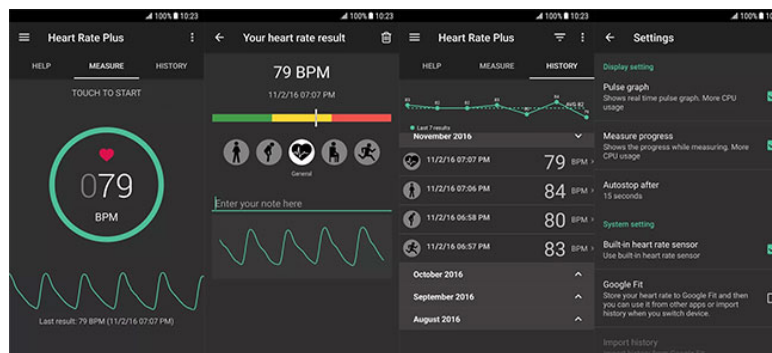 100% 10:23
Heart Rate Plus
HELP MEASURE HISTORY
TOUCH TO START
079
BPM
Last result: 79 BPM (11/2/16 07:07 PM)
100% 10:23
Your heart rate result
79 BPM
11/2/16 07:07 PM
General
Enter your note here
100% 10:23
Heart Rate Plus
HELP MEASURE HISTORY
84
AVG 82
79
Last 7 results
November 2016
11/2/16 07:07 PM 79 BPM
11/2/16 07:06 PM 84 BPM
11/2/16 06:58 PM 80 BPM
11/2/16 06:57 PM 83 BPM
October 2016
September 2016
August 2016
100%
Settings
Display setting
Pulse graph
Shows real time pulse graph. More CPU
usage
Measure progress
Shows the progress while measuring. More
CPU usage
Autostop after
15 seconds
System setting
Built-in heart rate sensor
Use built-in heart rate sensor
Google Fit
Store your heart rate to Google Fit and then
you can use it from other apps or import
history when you switch device.
Import history